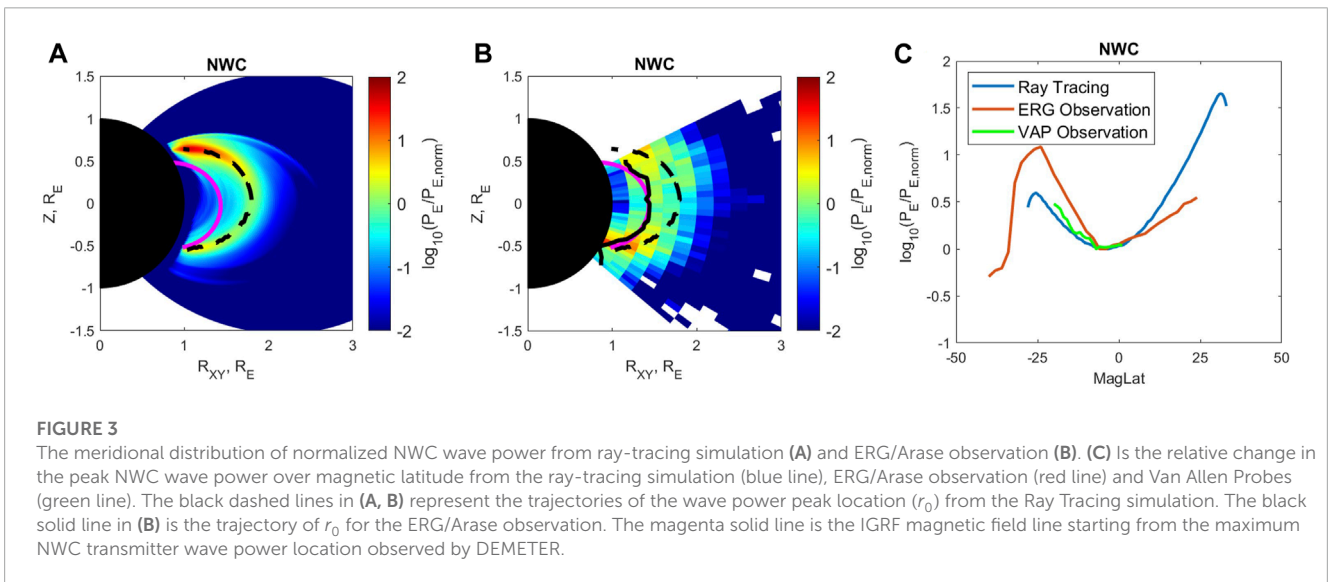 A
NWC
1.5
1
0.5
0
-0.5
-1
-1.5
Z, R_E
0 1 2 3
R_XY, R_E
2
1
0
-1
-2
log_10(P_E/P_E,norm)
B
NWC
1.5
1
0.5
0
-0.5
-1
-1.5
Z, R_E
0 1 2 3
R_XY, R_E
2
1
0
-1
-2
log_10(P_E/P_E,norm)
C
NWC
Ray Tracing
ERG Observation
VAP Observation
2
1.5
1
0.5
0
0.5
-1
log_10(P_E/P_E,norm)
-50 -25 0 25 50
MagLat
FIGURE 3
The meridional distribution of normalized NWC wave power from ray-tracing simulation (A) and ERG/Arase observation (B). (C) Is the relative change in
the peak NWC wave power over magnetic latitude from the ray-tracing simulation (blue line), ERG/Arase observation (red line) and Van Allen Probes
(green line). The black dashed lines in (A, B) represent the trajectories of the wave power peak location (r_0) from the Ray Tracing simulation. The black
solid line in (B) is the trajectory of r_0 for the ERG/Arase observation. The magenta solid line is the IGRF magnetic field line starting from the maximum
NWC transmitter wave power location observed by DEMETER.